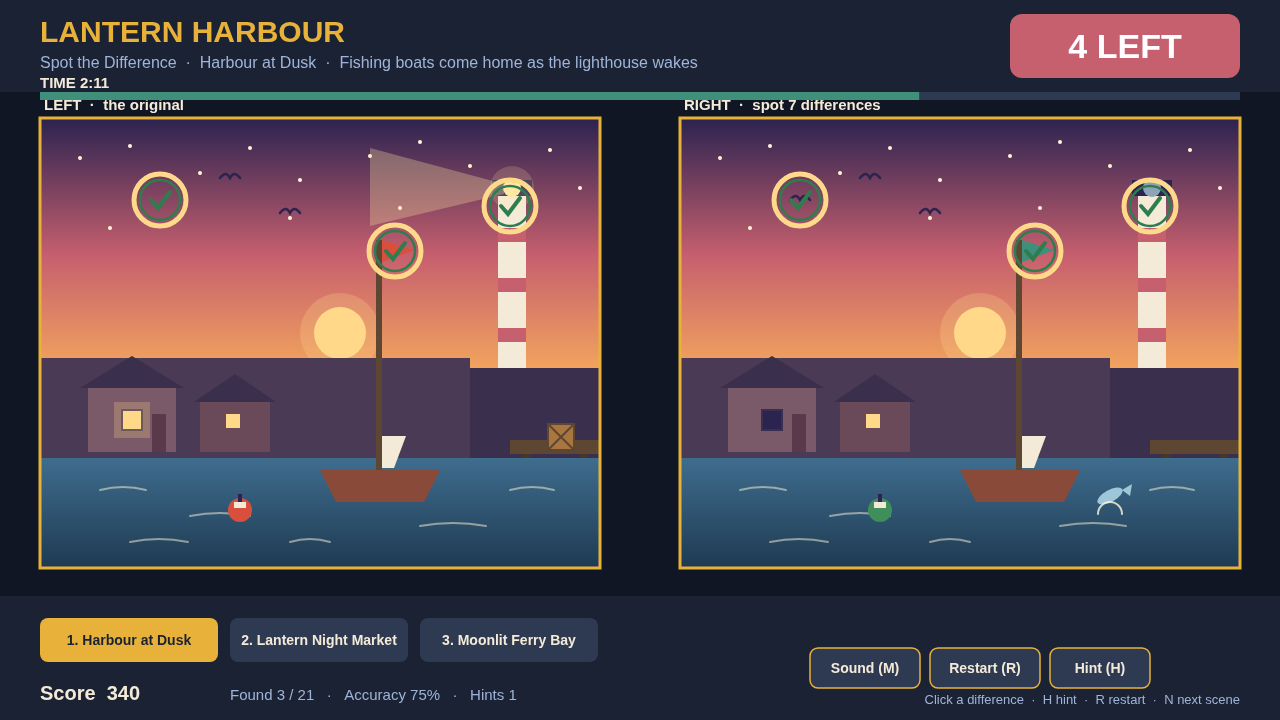 LANTERN HARBOUR
Spot the Difference · Harbour at Dusk · Fishing boats come home as the lighthouse wakes
TIME 2:11
4 LEFT
LEFT · the original
RIGHT · spot 7 differences
1. Harbour at Dusk
2. Lantern Night Market
3. Moonlit Ferry Bay
Sound (M)
Restart (R)
Hint (H)
Score 340
Found 3 / 21 · Accuracy 75% · Hints 1
Click a difference · H hint · R restart · N next scene